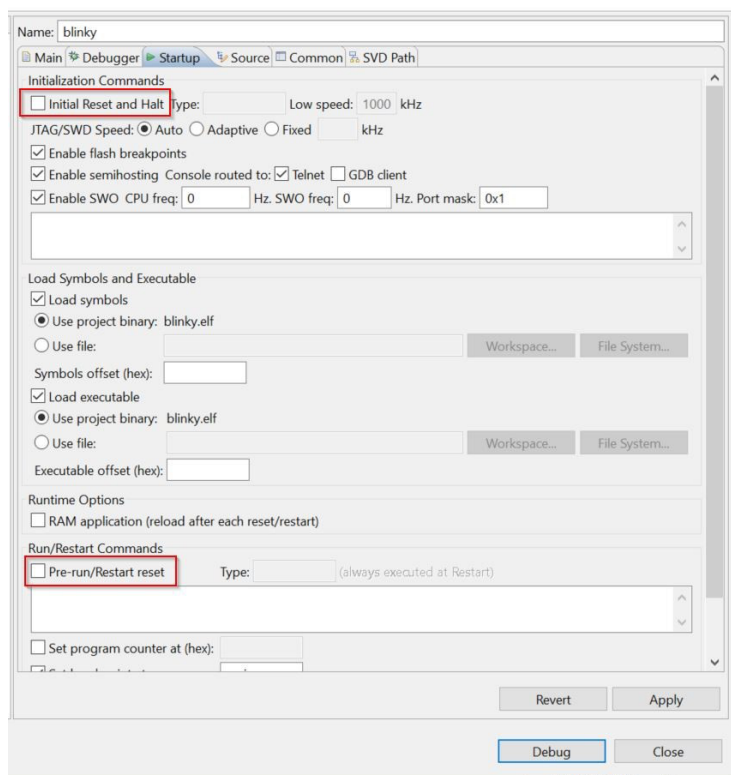 Name: blinky
Main Debugger Startup Source Common SVD Path
Initialization Commands
Initial Reset and Halt Type: Low speed: 1000 kHz
JTAG/SWD Speed: Auto Adaptive Fixed kHz
Enable flash breakpoints
Enable semihosting Console routed to: Telnet GDB client
Enable SWO CPU freq: 0 Hz. SWO freq: 0 Hz. Port mask: 0x1
Load Symbols and Executable
Load symbols
Use project binary: blinky.elf
Use file: Workspace... File System...
Symbols offset (hex):
Load executable
Use project binary: blinky.elf
Use file: Workspace... File System...
Executable offset (hex):
Runtime Options
RAM application (reload after each reset/restart)
Run/Restart Commands
Pre-run/Restart reset Type: (always executed at Restart)
Set program counter at (hex):
Revert Apply
Debug Close